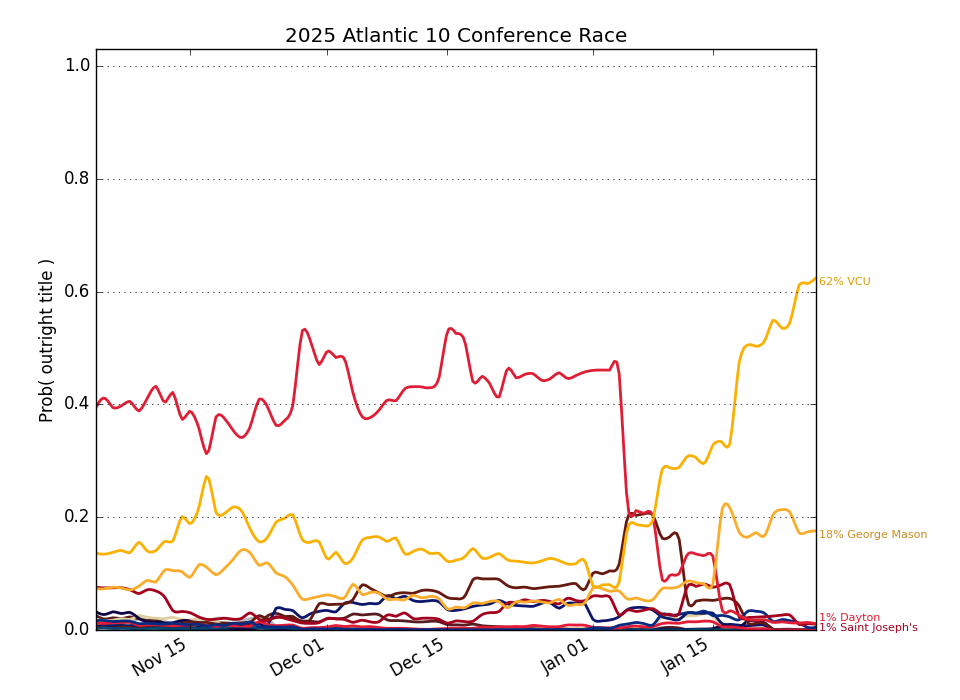 2025 Atlantic 10 Conference Race
Prob( outright title )
1.0
0.8
0.6
0.4
0.2
0.0
62% VCU
18% George Mason
1% Dayton
1% Saint Joseph's
Nov 15
Dec 01
Dec 15
Jan 01
Jan 15